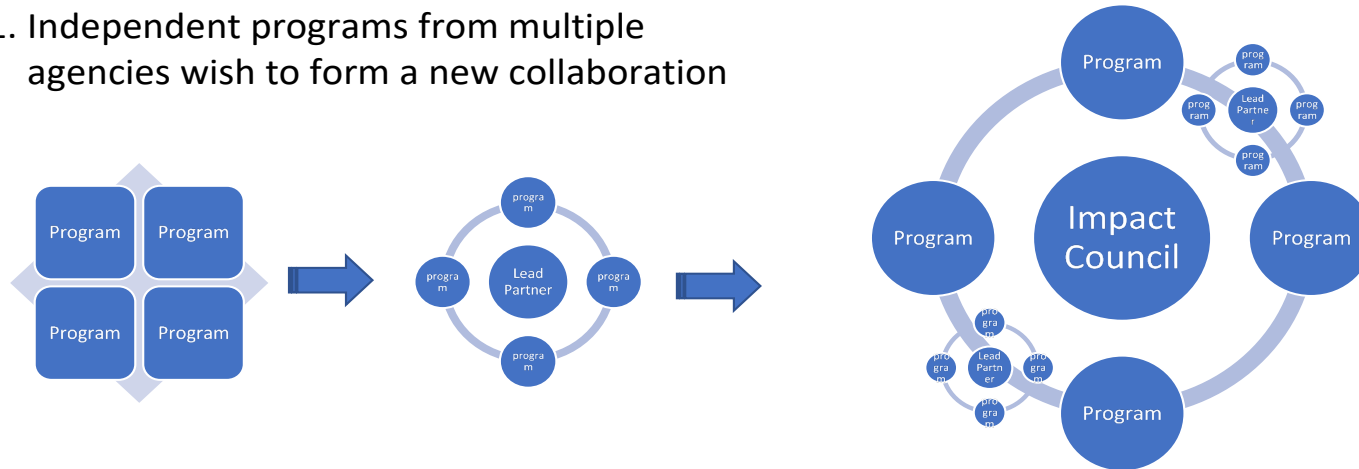 1. Independent programs from multiple
agencies wish to form a new collaboration
Program
Program
Program
Program
progra
m
progra
m
Lead
Partner
progra
m
progra
m
Program
prog
ram
prog
ram
Lead
Partne
r
prog
ram
prog
ram
Program
Impact
Council
Program
pro
gra
m
pro
gra
m
Lead
Partn
er
pro
gra
m
pro
gra
m
Program